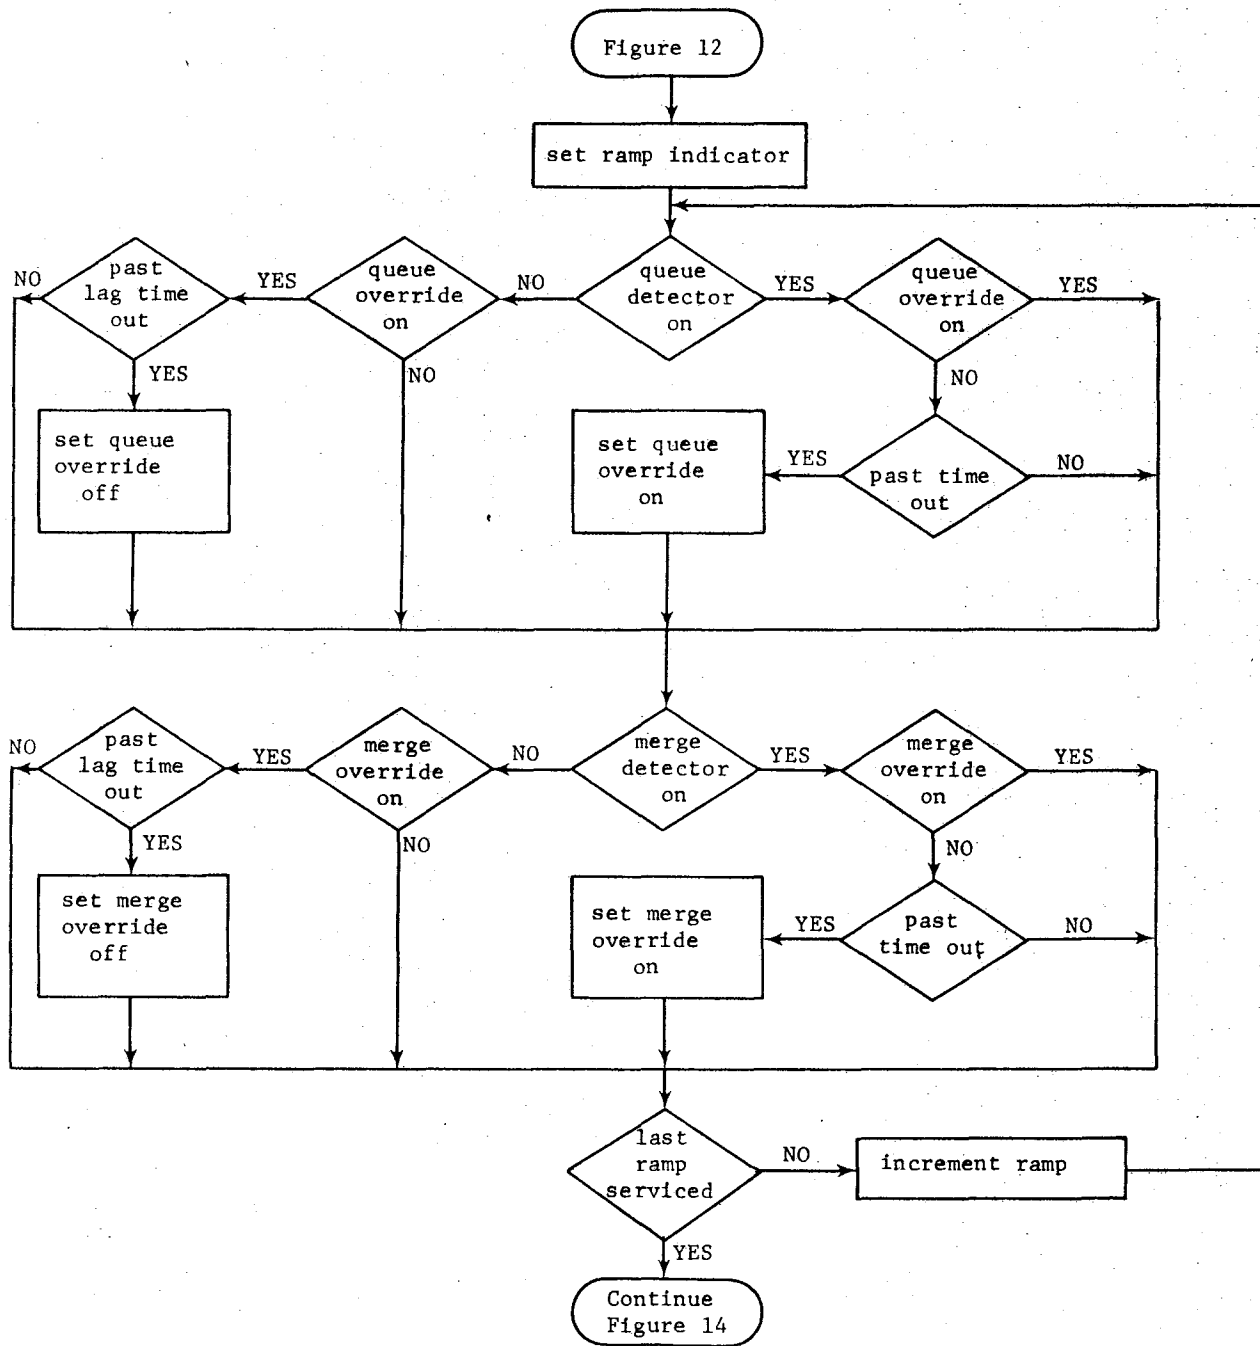 Figure 12
set ramp indicator
past
lag time
out
NO
YES
queue
override
on
NO
queue
detector
on
YES
queue
override
on
YES
YES
NO
NO
set queue
override
off
set queue
override
on
YES
past time
out
NO
past
lag time
out
NO
YES
merge
override
on
NO
merge
detector
on
YES
merge
override
on
YES
YES
NO
NO
set merge
override
off
set merge
override
on
YES
past
time out
NO
last
ramp
serviced
NO
increment ramp
YES
Continue
Figure 14